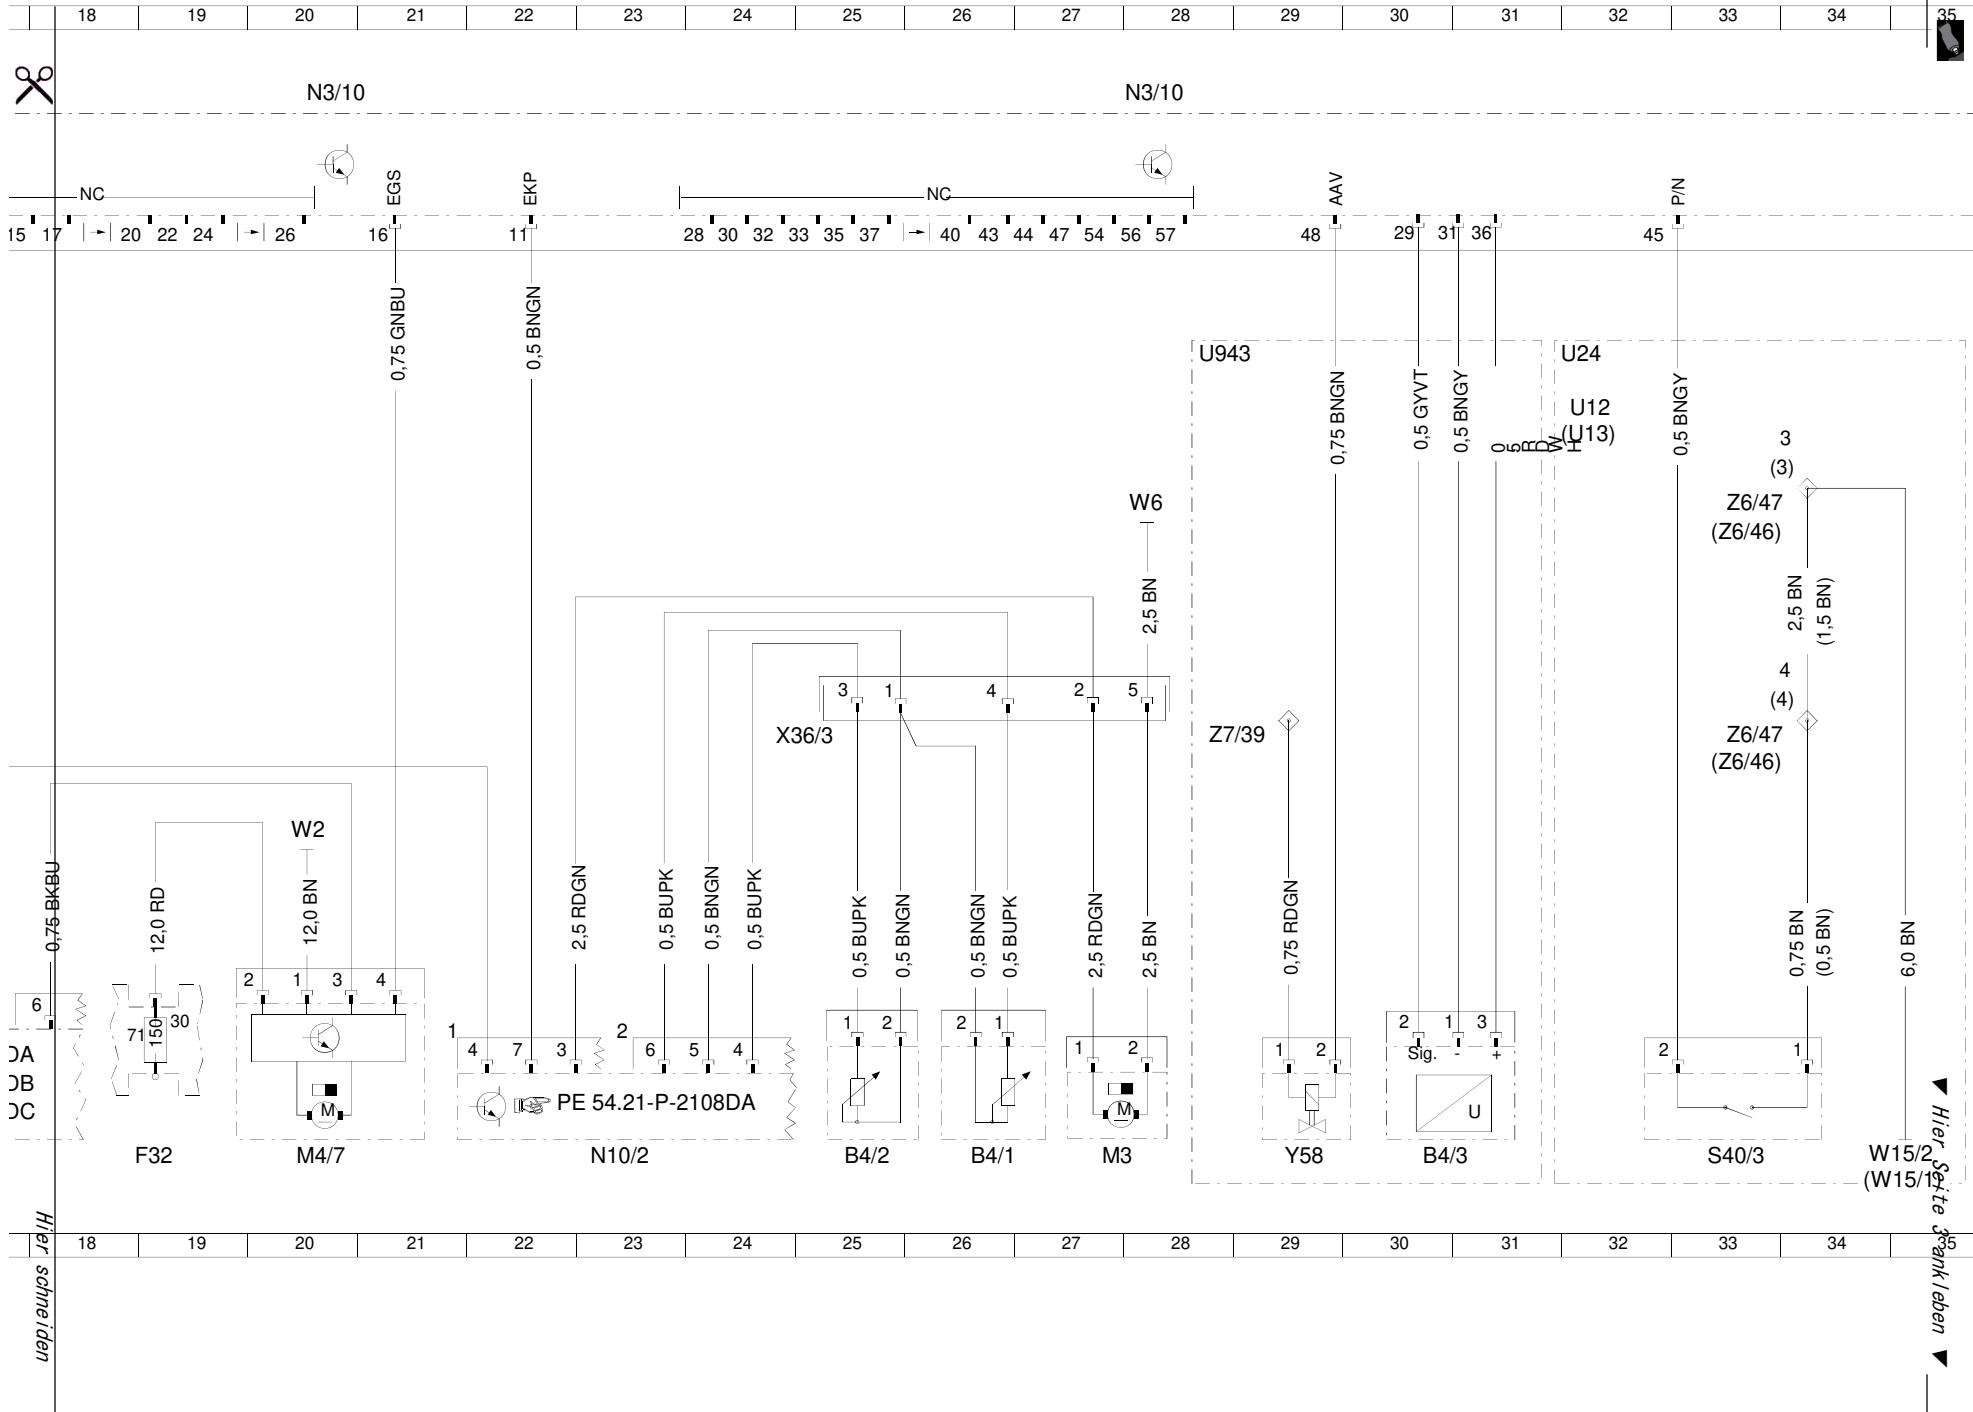 18 19 20 21 22 23 24 25 26 27 28 29 30 31 32 33 34 35
N3/10 N3/10
NC EGS EKP NC AAV P/N
15 17 20 22 24 26 16 11 28 30 32 33 35 37 40 43 44 47 54 56 57 48 29 31 36 45
0,75 GNBU
0,5 BNGN
U943
U24
U12
(U13)
0,75 BNGN
0,5 GYVT
0,5 BNGY
0 5 R D W H
0,5 BNGY
3
(3)
Z6/47
(Z6/46)
W6
2,5 BN
2,5 BN
(1,5 BN)
4
(4)
Z6/47
(Z6/46)
3 1 4 2 5
X36/3
Z7/39
W2
0,75 BKBU
12,0 RD
12,0 BN
2,5 RDGN
0,5 BUPK
0,5 BNGN
0,5 BUPK
0,5 BUPK
0,5 BNGN
0,5 BNGN
0,5 BUPK
2,5 RDGN
2,5 BN
0,75 RDGN
0,75 BN
(0,5 BN)
6,0 BN
6
71 150 30
2 1 3 4
1
4 7 3
2
6 5 4
1 2
2 1
1 2
1 2
2 1 3
Sig. - +
2 1
DA
DB
DC
M
PE 54.21-P-2108DA
M
U
F32 M4/7 N10/2 B4/2 B4/1 M3 Y58 B4/3 S40/3 W15/2
(W15/1)
18 19 20 21 22 23 24 25 26 27 28 29 30 31 32 33 34 35
Hier schneiden
Hier Seite 3 ankleben